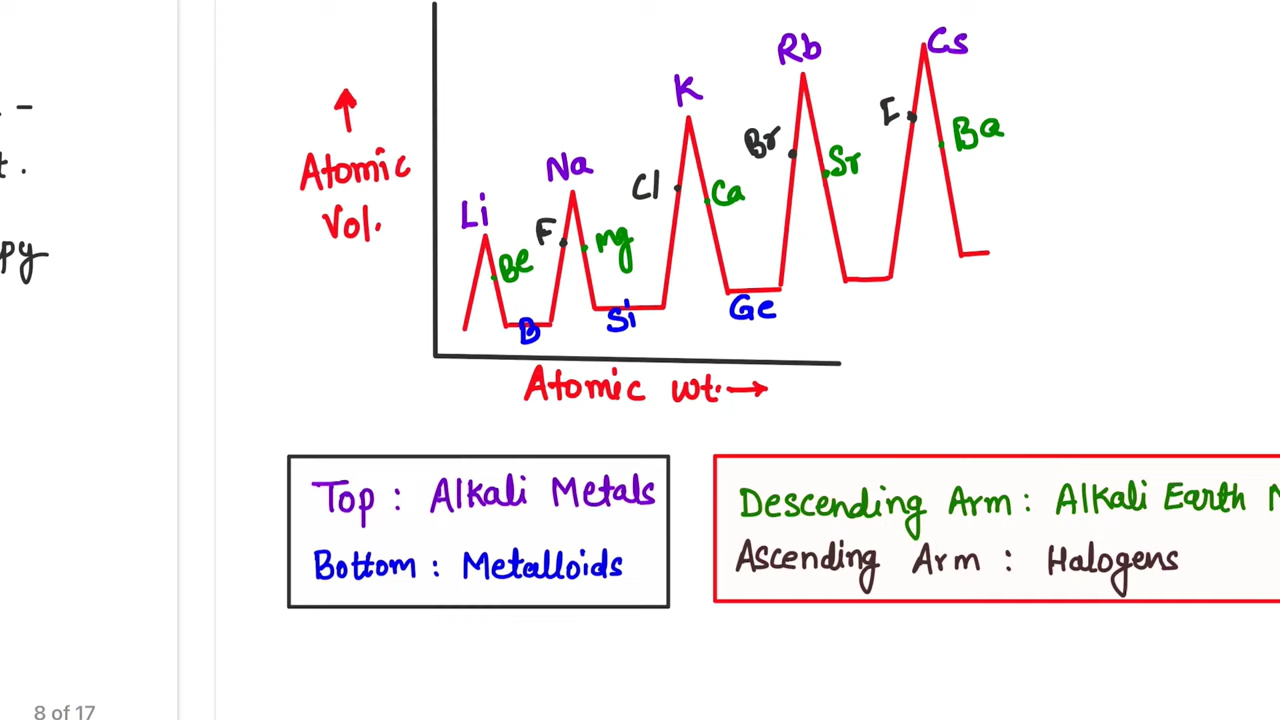 t.
py
Cs
Rb
K
I
Ba
Br
Na
Atomic
Sr
Cl
Ca
Li
Vol.
F
Mg
Be
Ge
Si
B
Atomic wt. →
Top : Alkali Metals
Bottom : Metalloids
Descending Arm : Alkali Earth
Ascending Arm : Halogens
8 of 17